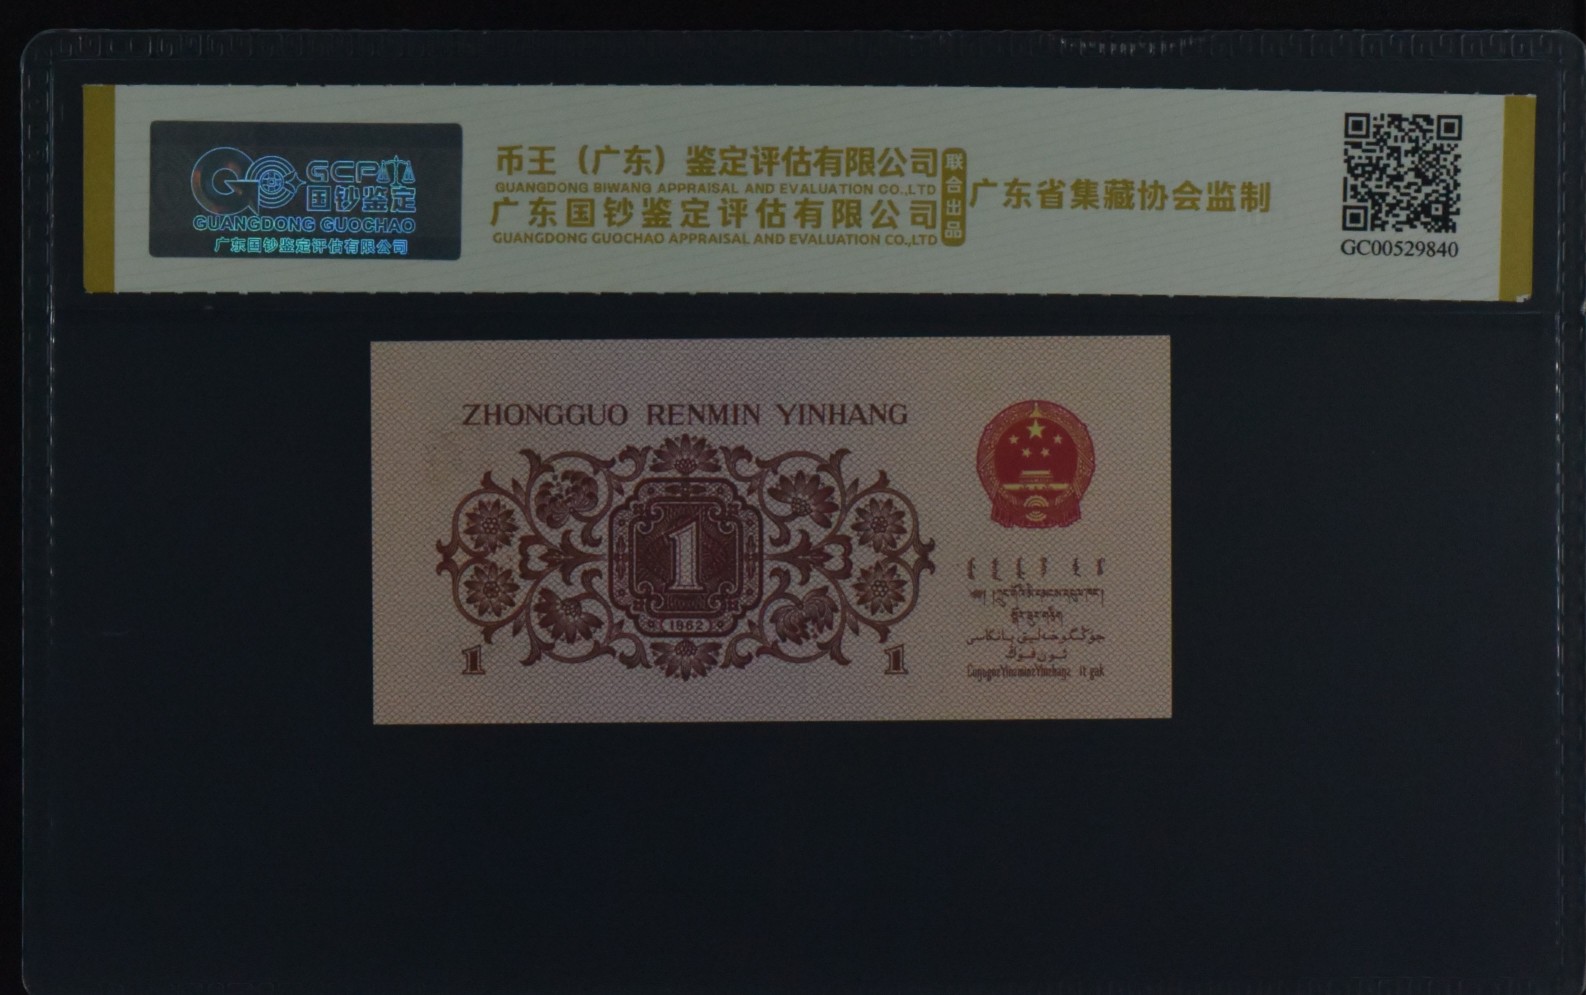 GCP
国钞鉴定
GUANGDONG GUOCHAO
广东国钞鉴定评估有限公司
币王（广东）鉴定评估有限公司
GUANGDONG BIWANG APPRAISAL AND EVALUATION CO.,LTD
广东国钞鉴定评估有限公司
GUANGDONG GUOCHAO APPRAISAL AND EVALUATION CO.,LTD
联合出品
广东省集藏协会监制
GC00529840
ZHONGGUO RENMIN YINHANG
1
1962
1
1